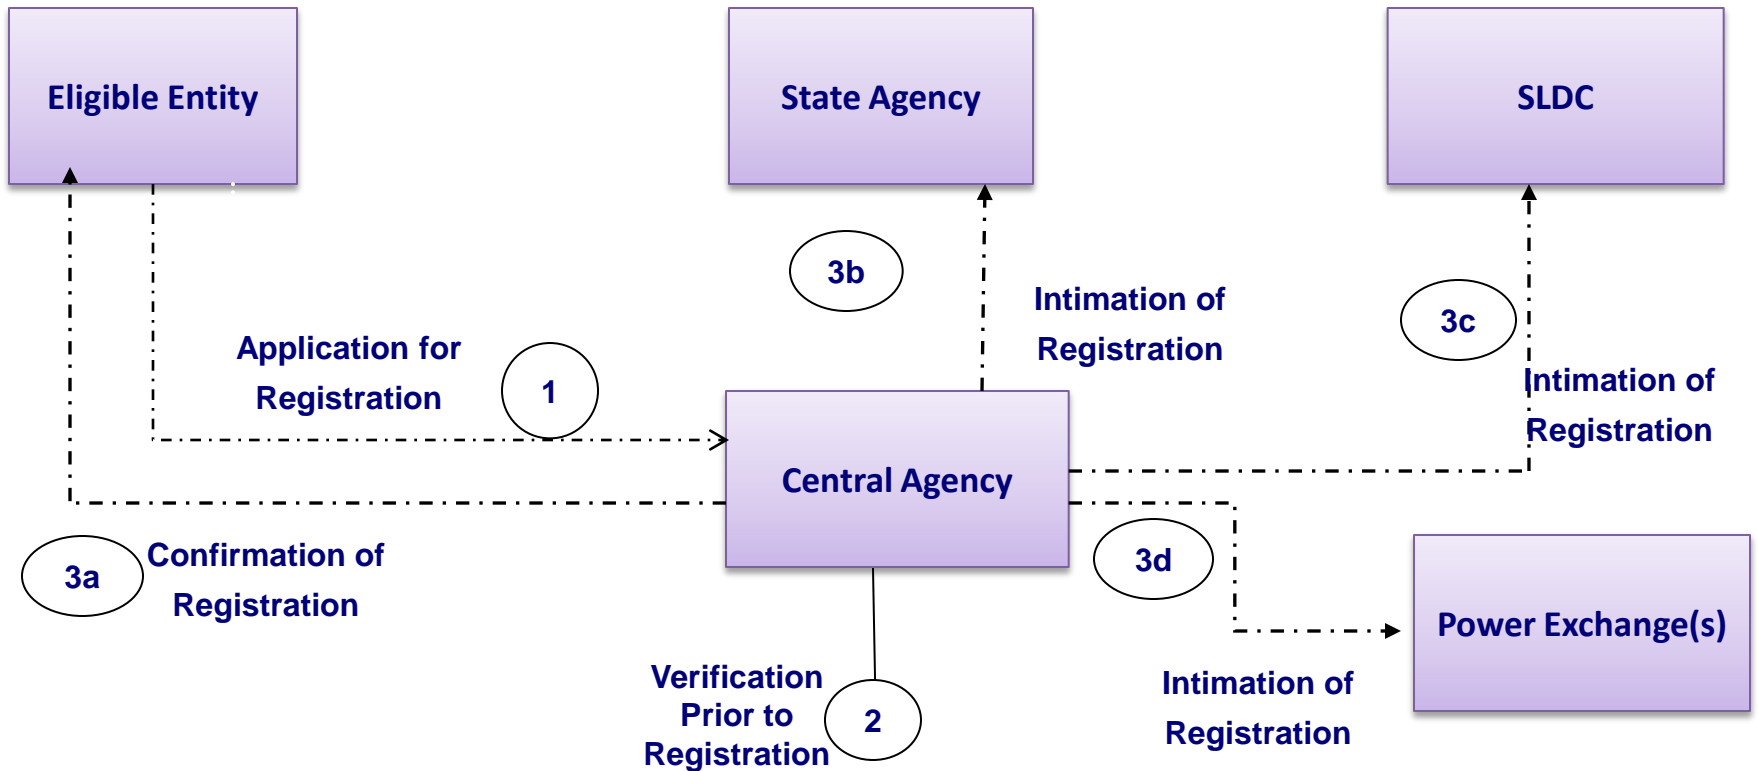 Eligible Entity
State Agency
SLDC
3b
Intimation of
Registration
3c
Application for
Registration
1
Intimation of
Registration
Central Agency
3a
Confirmation of
Registration
3d
Power Exchange(s)
Verification
Prior to
Registration
2
Intimation of
Registration